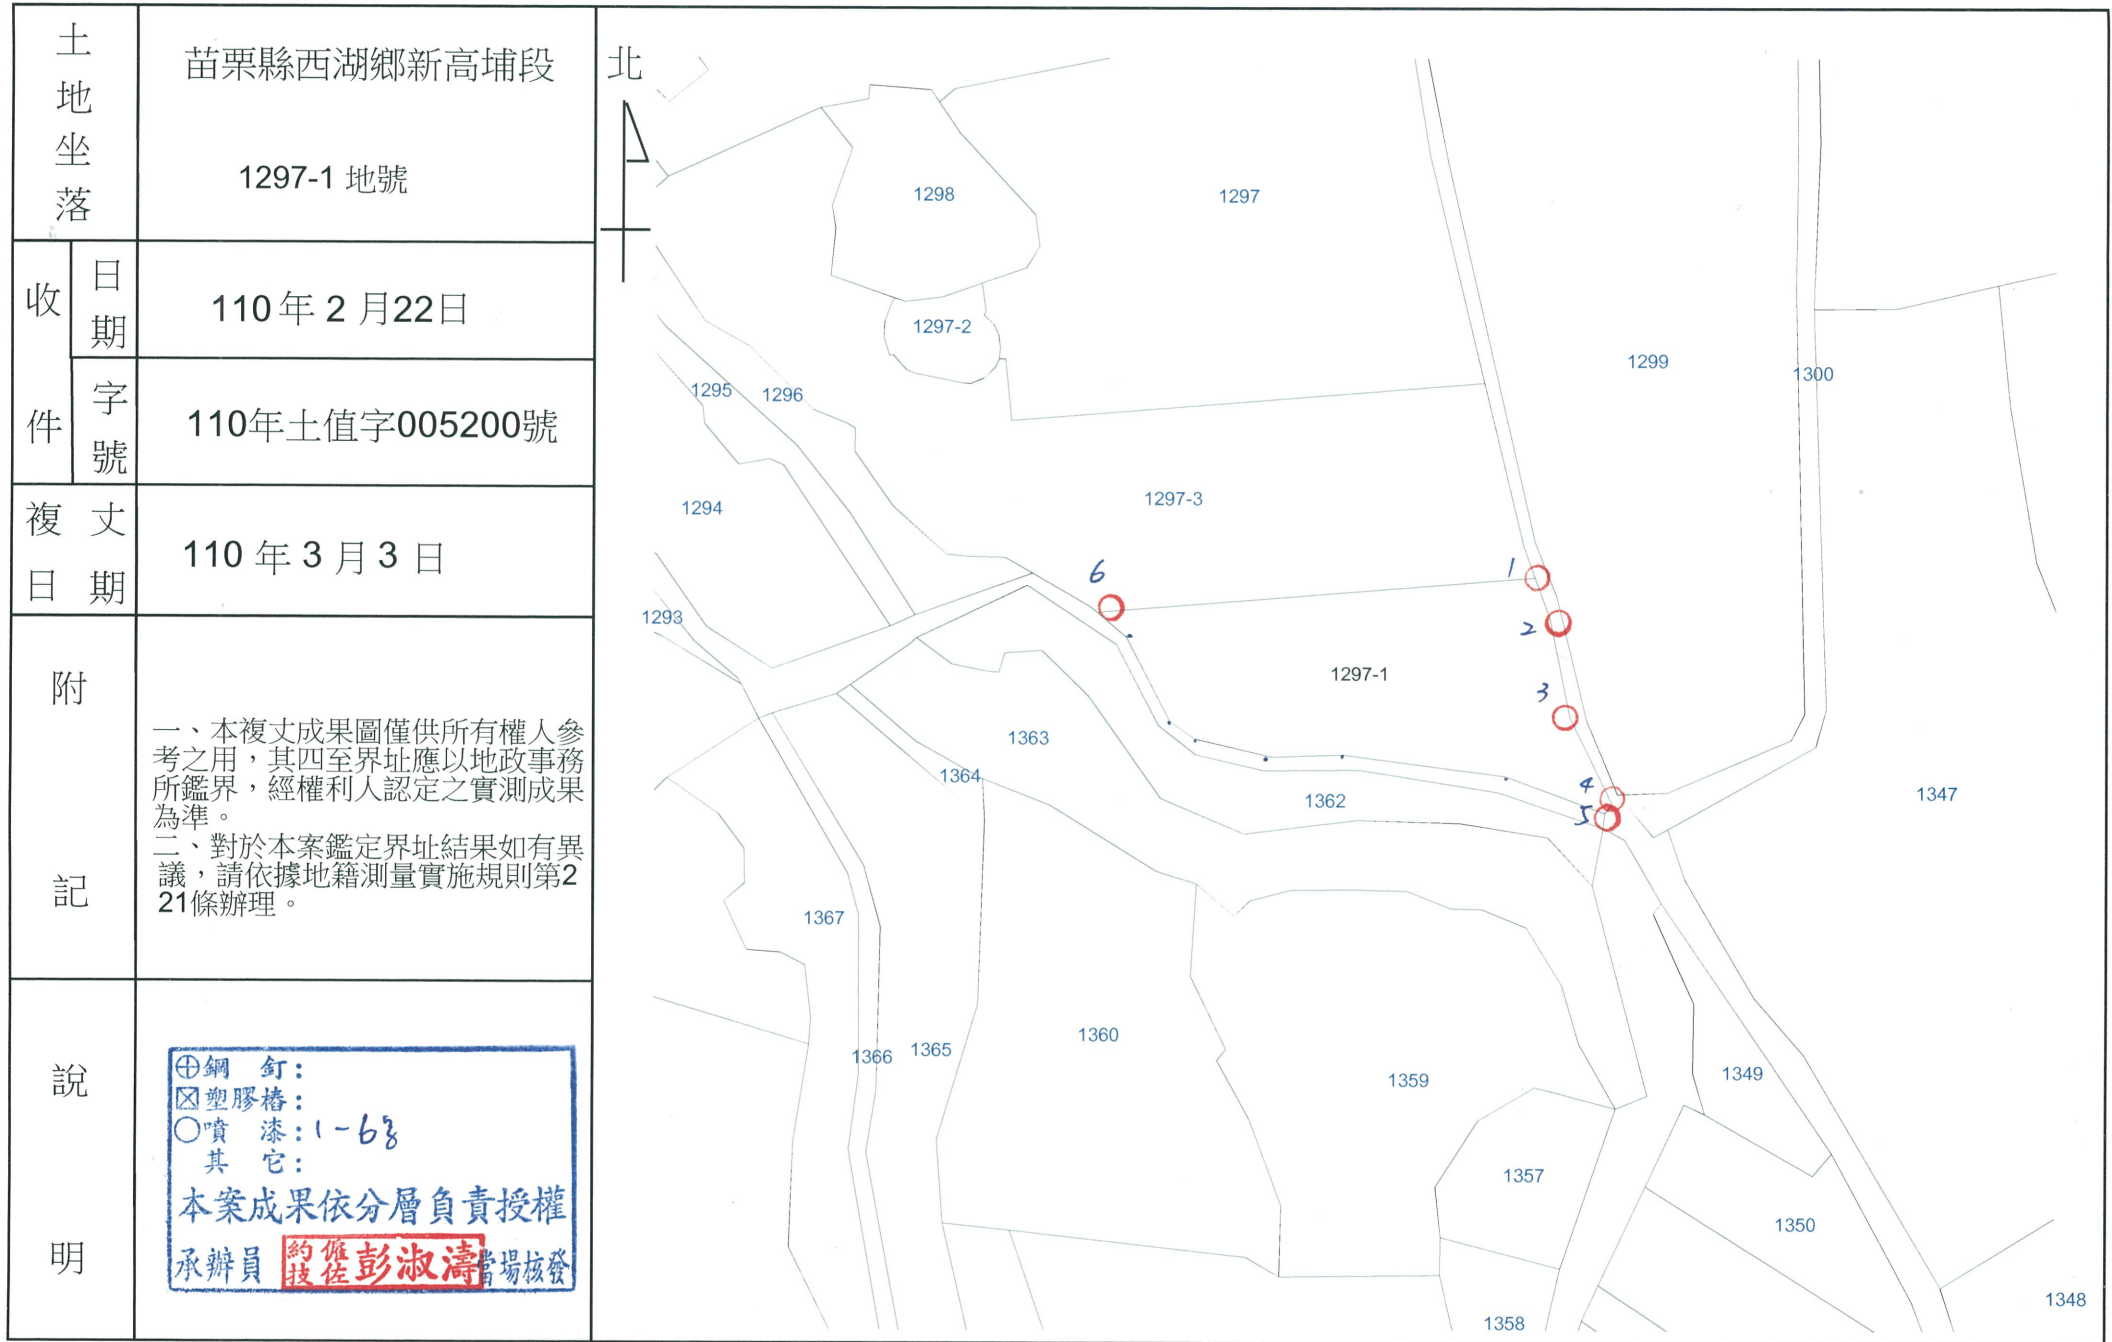 土地坐落
苗栗縣西湖鄉新高埔段
1297-1 地號
收件
日期
110 年 2 月22日
字號
110年土值字005200號
複丈日期
110 年 3 月 3 日
附記
一、本複丈成果圖僅供所有權人參
考之用，其四至界址應以地政事務
所鑑界，經權利人認定之實測成果
為準。
二、對於本案鑑定界址結果如有異
議，請依據地籍測量實施規則第2
21條辦理。
說明
鋼 釘：
塑膠樁：
噴 漆：1-6
其 它：
本案成果依分層負責授權
承辦員 約僱技佐 彭淑濤 當場核發
北
1298
1297
1297-2
1299
1300
1295
1296
1294
1297-3
6
1
1293
2
1297-1
3
1363
1364
4
1347
1362
5
1367
1360
1365
1366
1359
1349
1357
1350
1348
1358